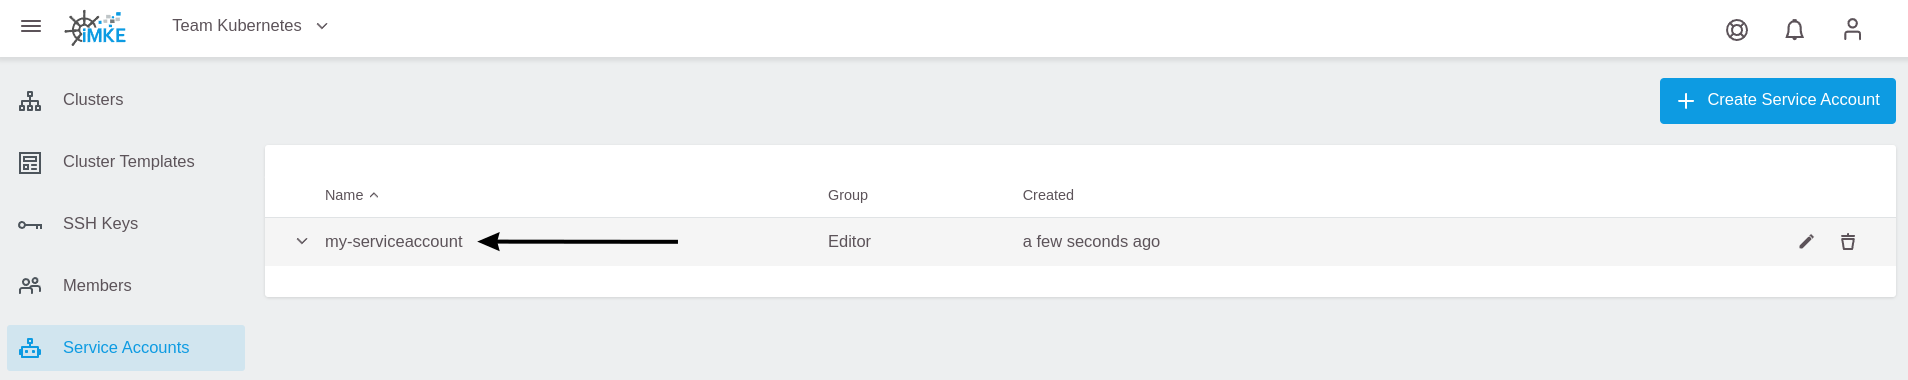 iMKE
Team Kubernetes
Clusters
Create Service Account
Cluster Templates
Name Group Created
SSH Keys
my-serviceaccount Editor a few seconds ago
Members
Service Accounts